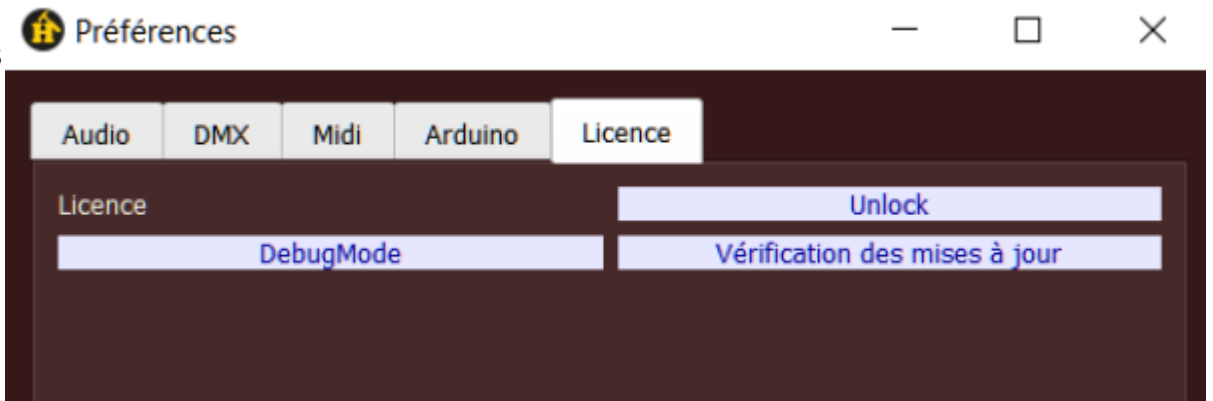 Préférences
Audio DMX Midi Arduino Licence
Licence Unlock
DebugMode Vérification des mises à jour